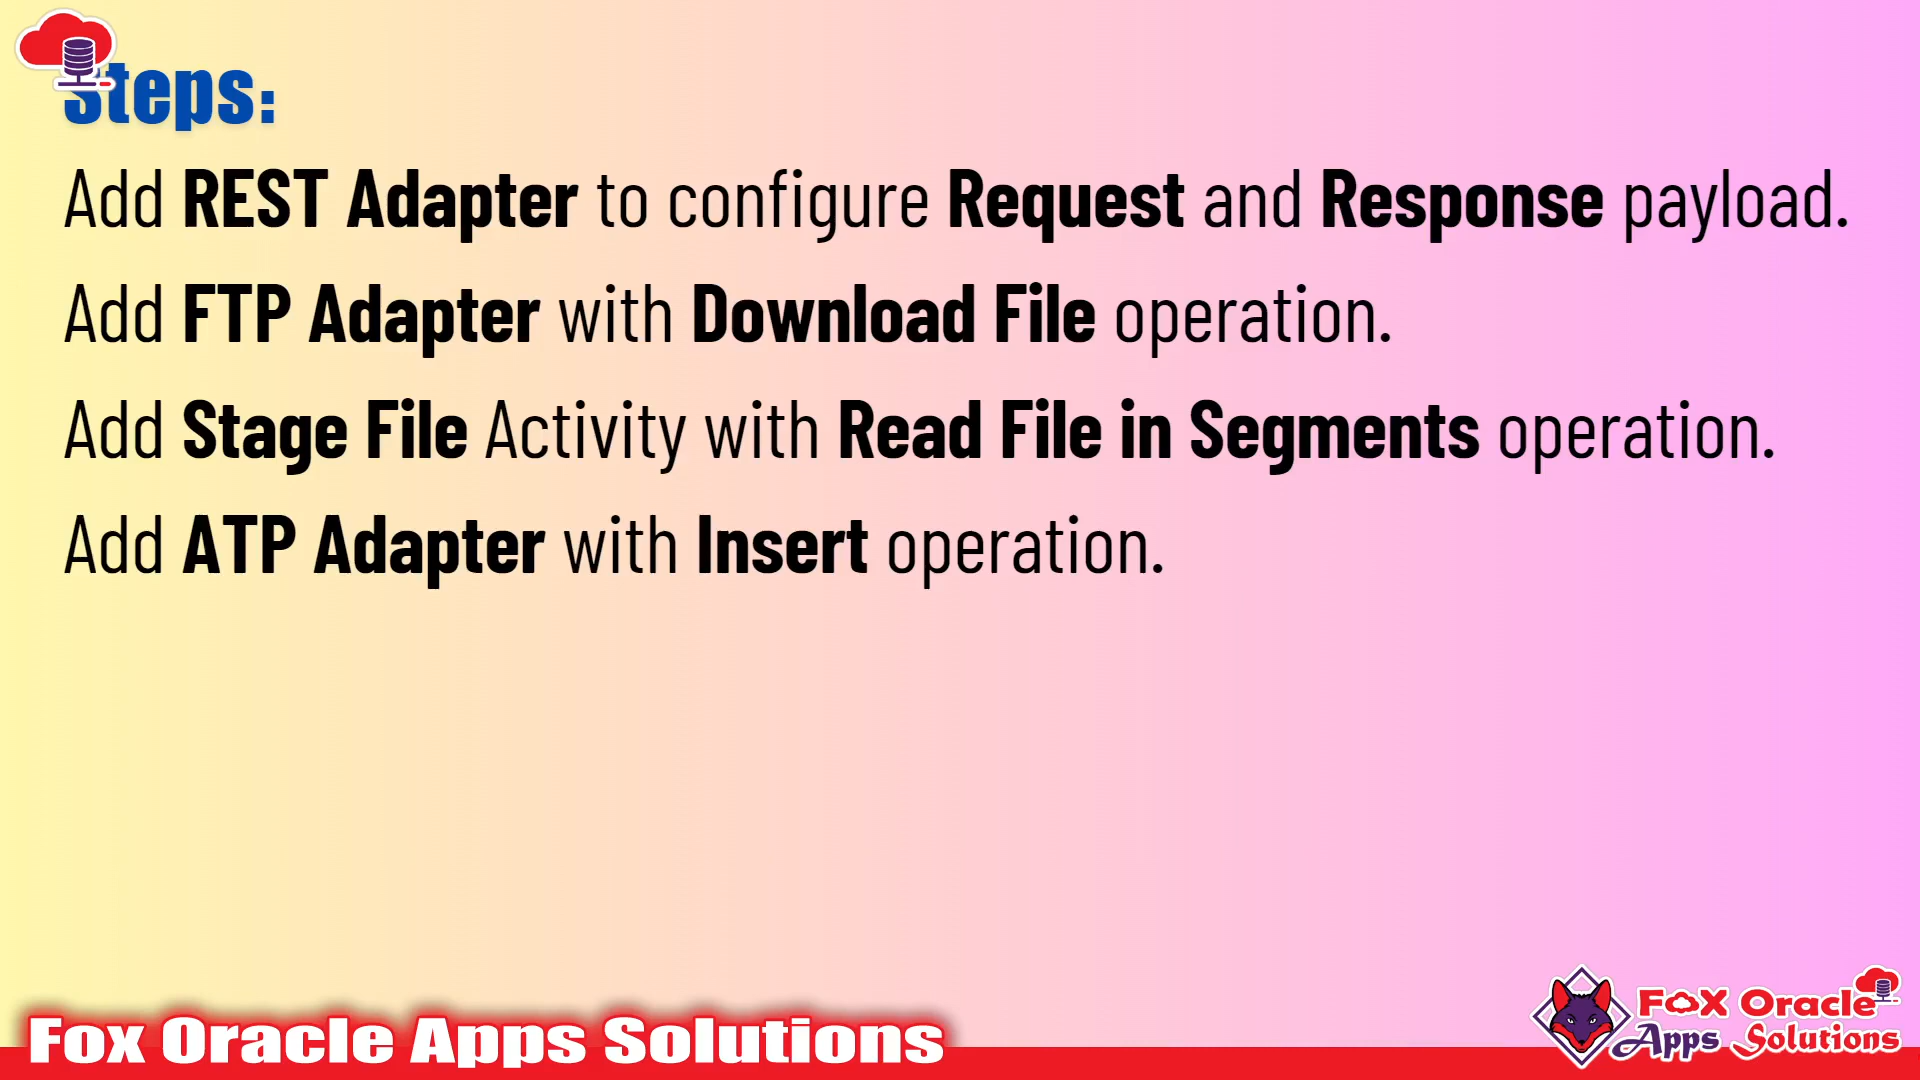 Steps:
Add REST Adapter to configure Request and Response payload.
Add FTP Adapter with Download File operation.
Add Stage File Activity with Read File in Segments operation.
Add ATP Adapter with Insert operation.
Fox Oracle Apps Solutions
Fox Oracle
Apps Solutions